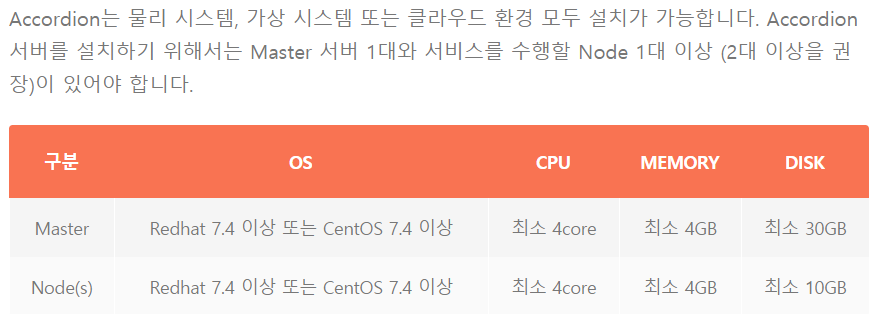 Accordion는 물리 시스템, 가상 시스템 또는 클라우드 환경 모두 설치가 가능합니다. Accordion
서버를 설치하기 위해서는 Master 서버 1대와 서비스를 수행할 Node 1대 이상 (2대 이상을 권
장)이 있어야 합니다.
구분 OS CPU MEMORY DISK
Master Redhat 7.4 이상 또는 CentOS 7.4 이상 최소 4core 최소 4GB 최소 30GB
Node(s) Redhat 7.4 이상 또는 CentOS 7.4 이상 최소 4core 최소 4GB 최소 10GB